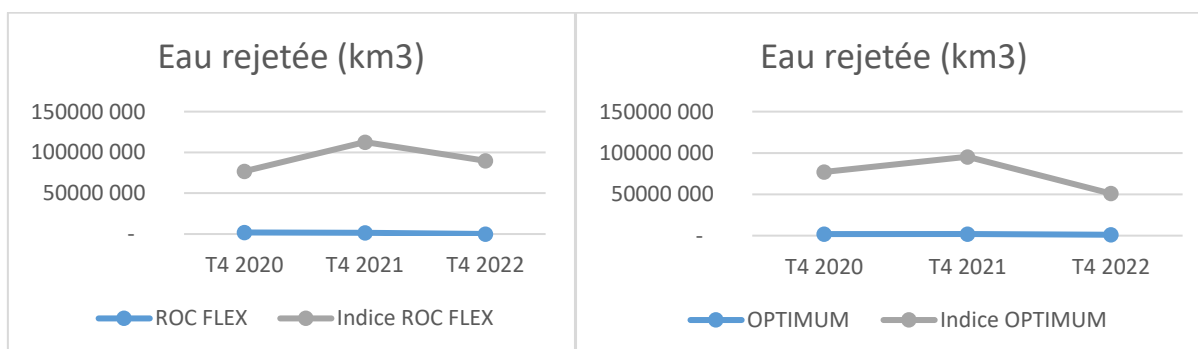 Eau rejetée (km3)
150000 000
100000 000
50000 000
-
T4 2020 T4 2021 T4 2022
ROC FLEX Indice ROC FLEX
Eau rejetée (km3)
150000 000
100000 000
50000 000
-
T4 2020 T4 2021 T4 2022
OPTIMUM Indice OPTIMUM